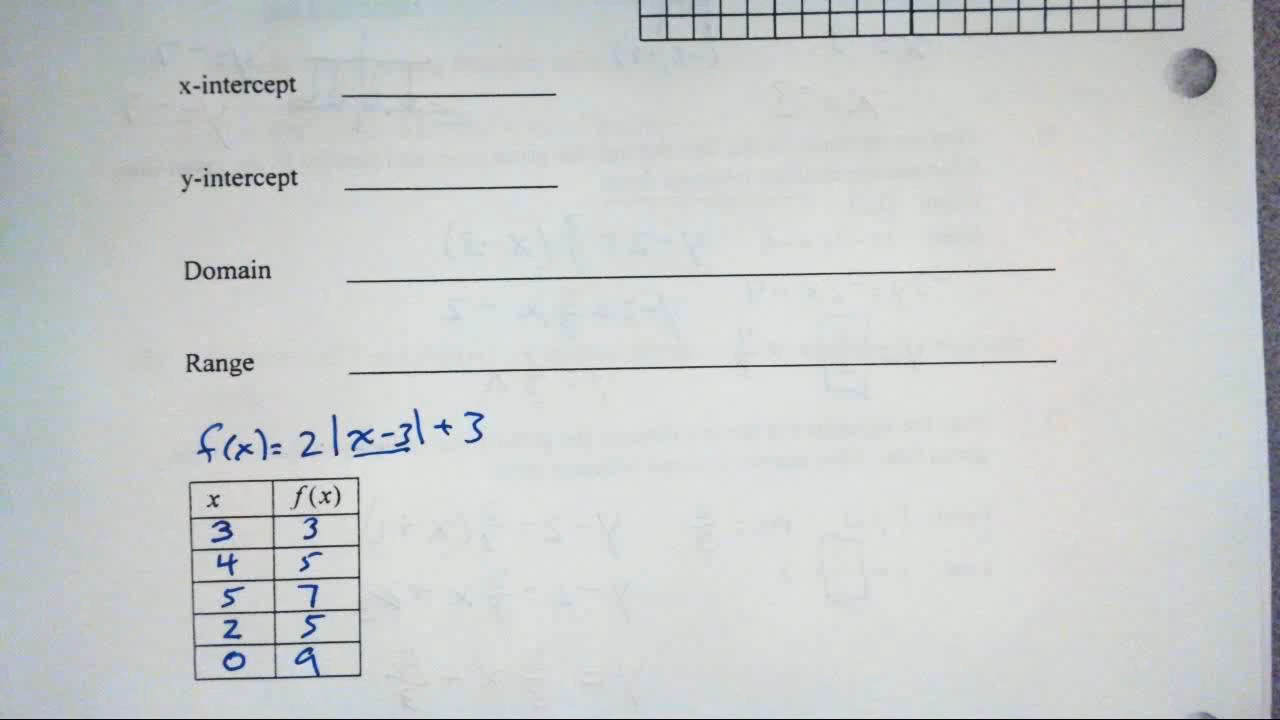 x-intercept
y-intercept
Domain
Range
f(x) = 2|x-3| + 3
x f(x)
3 3
4 5
5 7
2 5
0 9